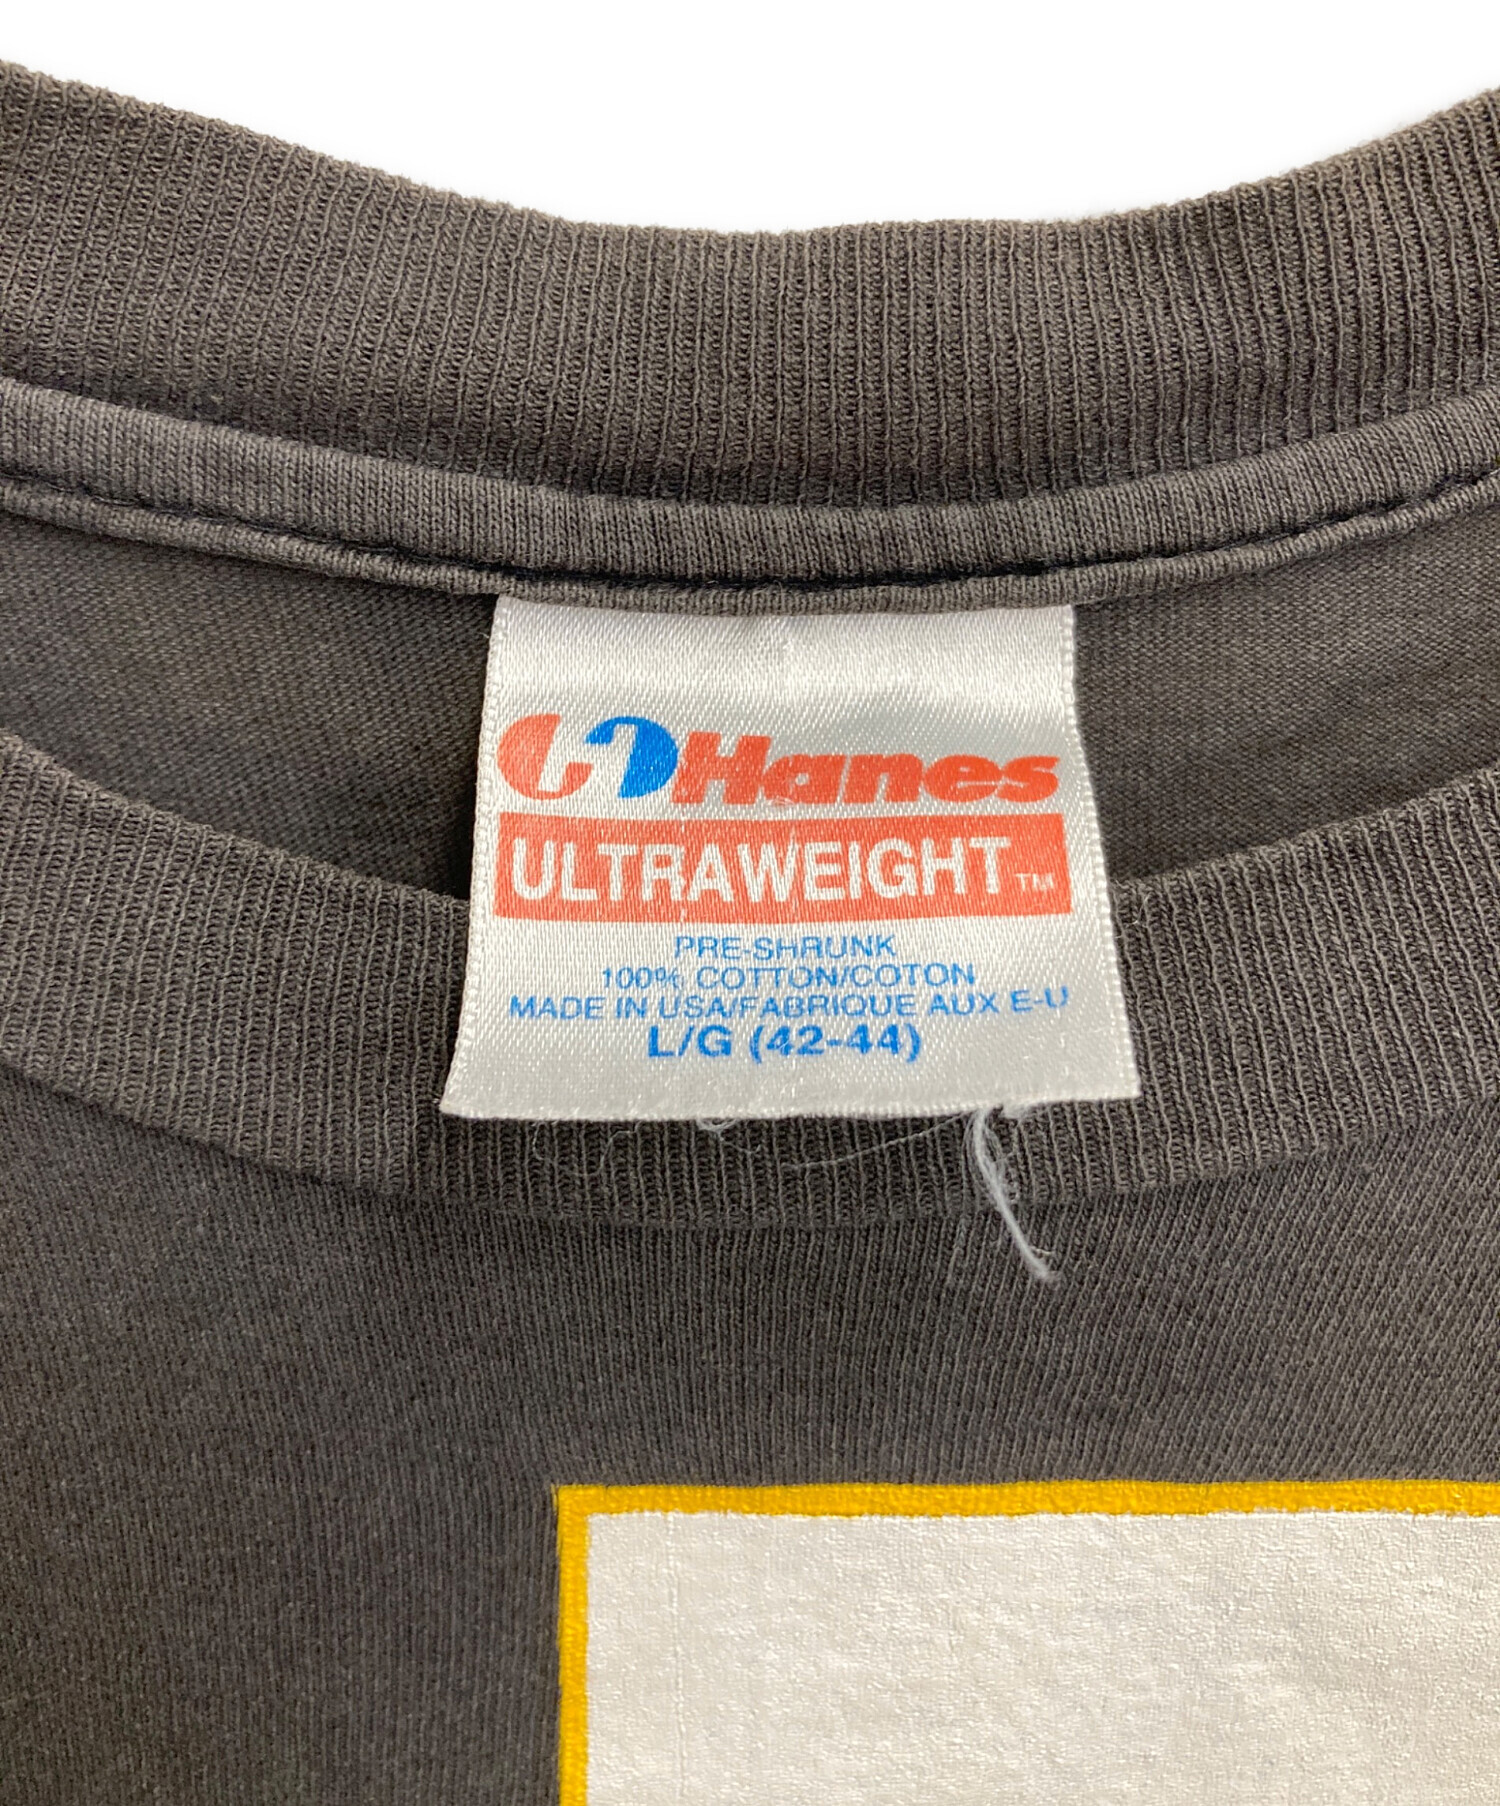 Hanes
ULTRAWEIGHT™
PRE-SHRUNK
100% COTTON/COTON
MADE IN USA/FABRIQUE AUX E-U
L/G (42-44)